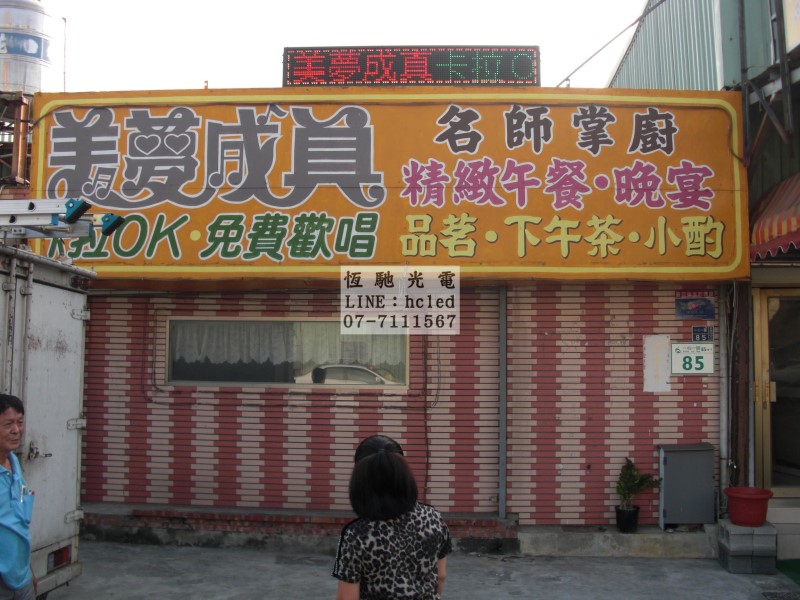 美夢成真卡拉O
美夢成真
卡拉OK·免費歡唱
名師掌廚
精緻午餐·晚宴
品茗·下午茶·小酌
恆馳光電
LINE:hcled
07-7111567
85
85